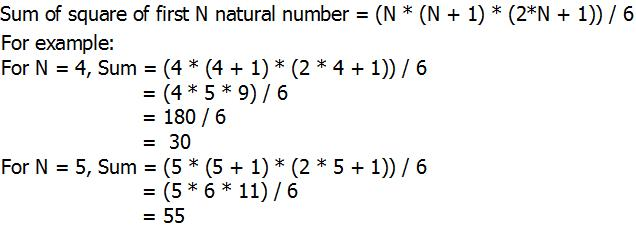 Sum of square of first N natural number = (N * (N + 1) * (2*N + 1)) / 6
For example:
For N = 4, Sum = (4 * (4 + 1) * (2 * 4 + 1)) / 6
= (4 * 5 * 9) / 6
= 180 / 6
= 30
For N = 5, Sum = (5 * (5 + 1) * (2 * 5 + 1)) / 6
= (5 * 6 * 11) / 6
= 55